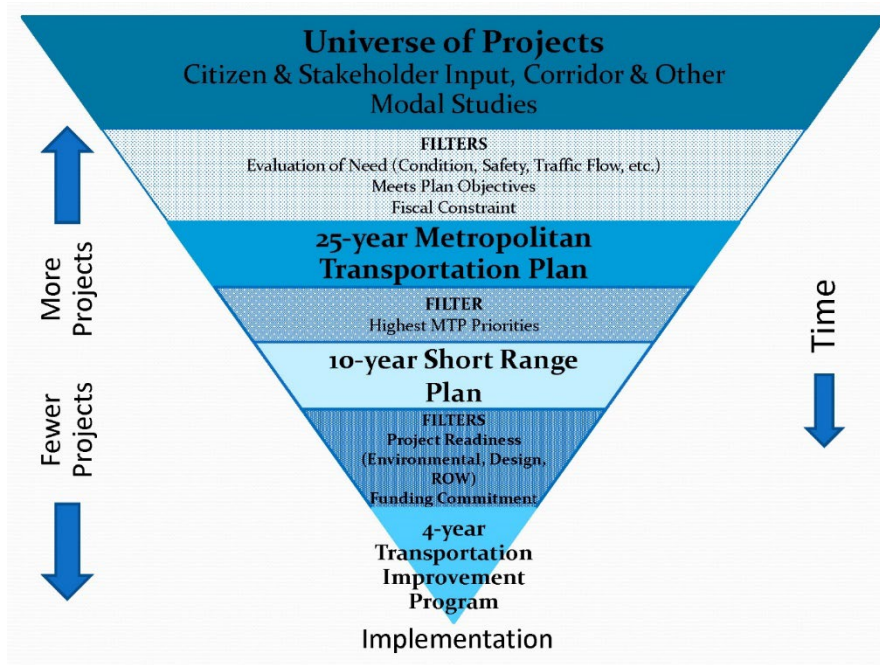 Universe of Projects
Citizen & Stakeholder Input, Corridor & Other
Modal Studies
FILTERS
Evaluation of Need (Condition, Safety, Traffic Flow, etc.)
Meets Plan Objectives
Fiscal Constraint
25-year Metropolitan
Transportation Plan
FILTER
Highest MTP Priorities
10-year Short Range
Plan
FILTERS
Project Readiness
(Environmental, Design,
ROW)
Funding Commitment
4-year
Transportation
Improvement
Program
Implementation
More
Projects
Fewer
Projects
Time